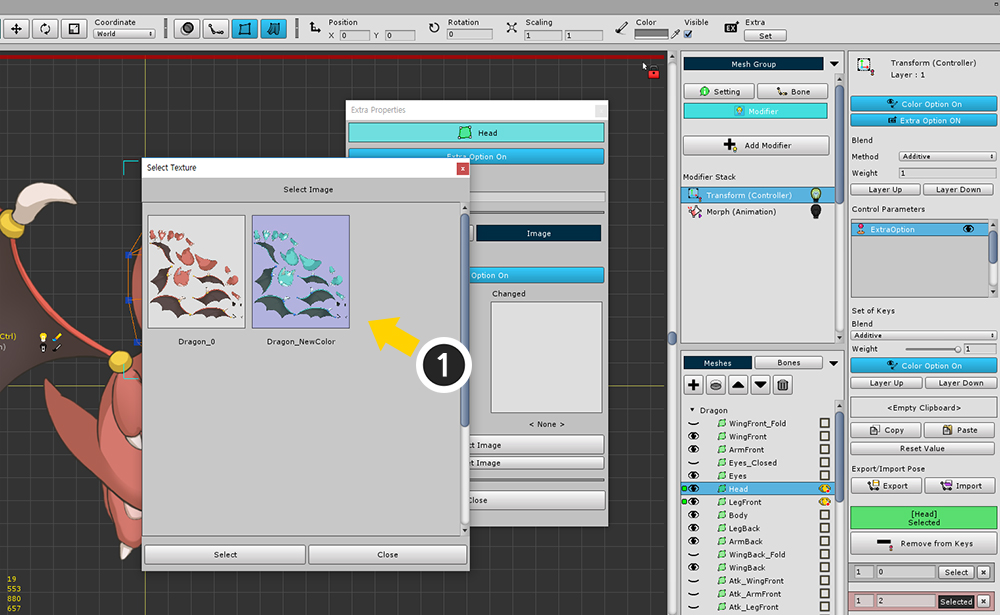 Coordinate
World
Position
X 0 Y 0
Rotation
0
Scaling
1 1
Color
Visible
EX
Extra
Set
Extra Properties
Head
Extra Option On
Image
Option On
Changed
< None >
Image
Image
Close
Select Texture
x
Select Image
Dragon_0
Dragon_NewColor
Select
Close
1
Ctrl)
19
553
880
657
Mesh Group
Setting
Bone
Modifier
Add Modifier
Modifier Stack
Transform (Controller)
Morph (Animation)
Meshes
Bones
Dragon
WingFront_Fold
WingFront
ArmFront
Eyes_Closed
Eyes
Head
LegFront
Body
LegBack
ArmBack
WingBack_Fold
WingBack
Atk_WingFront
Atk_ArmFront
Atk_LegFront
Transform (Controller)
Layer : 1
Color Option On
Extra Option ON
Blend
Method Additive
Weight 1
Layer Up
Layer Down
Control Parameters
ExtraOption
Set of Keys
Blend
Additive
Weight 1
Color Option On
Layer Up
Layer Down
<Empty Clipboard>
Copy
Paste
Reset Value
Export/Import Pose
Export
Import
[Head]
Selected
Remove from Keys
1 0 Select x
1 2 Selected x